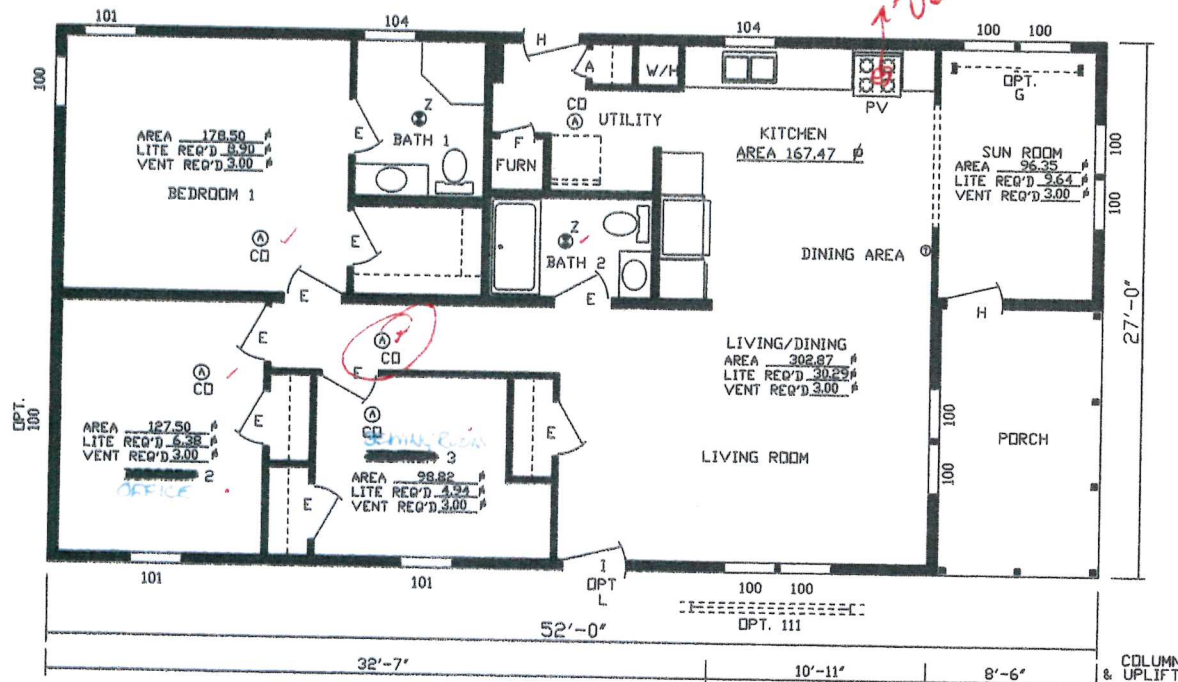 101
104
H
104
100 100
100
A
W/H
OPT.
G
PV
CO
A
UTILITY
Z
BATH 1
E
F
FURN
KITCHEN
AREA 167.47
AREA 178.50
LITE REQ'D 8.90
VENT REQ'D 3.00
BEDROOM 1
SUN ROOM
AREA 96.35
LITE REQ'D 9.64
VENT REQ'D 3.00
100
100
A
CO
E
Z
BATH 2
DINING AREA
T
E
E
H
27'-0"
E
A
CO
E
LIVING/DINING
AREA 302.87
LITE REQ'D 30.29
VENT REQ'D 3.00
A
CO
OPT.
100
AREA 127.50
LITE REQ'D 6.38
VENT REQ'D 3.00
2
OFFICE
E
A
CO
SEWING ROOM
3
AREA 98.82
LITE REQ'D 4.94
VENT REQ'D 3.00
E
E
LIVING ROOM
100
100
PORCH
101
101
I
OPT
L
100 100
OPT. 111
52'-0"
32'-7"
10'-11"
8'-6"
COLUMN
& UPLIFT